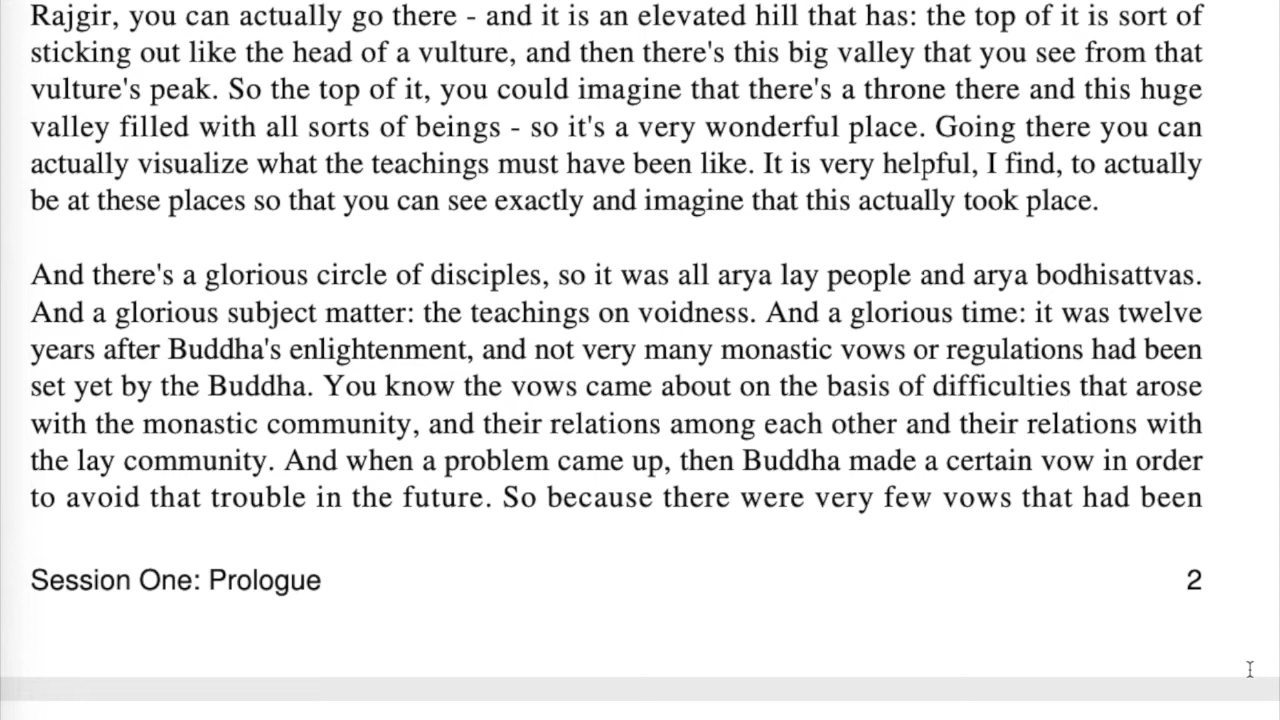 Rajgir, you can actually go there - and it is an elevated hill that has: the top of it is sort of
sticking out like the head of a vulture, and then there's this big valley that you see from that
vulture's peak. So the top of it, you could imagine that there's a throne there and this huge
valley filled with all sorts of beings - so it's a very wonderful place. Going there you can
actually visualize what the teachings must have been like. It is very helpful, I find, to actually
be at these places so that you can see exactly and imagine that this actually took place.
And there's a glorious circle of disciples, so it was all arya lay people and arya bodhisattvas.
And a glorious subject matter: the teachings on voidness. And a glorious time: it was twelve
years after Buddha's enlightenment, and not very many monastic vows or regulations had been
set yet by the Buddha. You know the vows came about on the basis of difficulties that arose
with the monastic community, and their relations among each other and their relations with
the lay community. And when a problem came up, then Buddha made a certain vow in order
to avoid that trouble in the future. So because there were very few vows that had been
Session One: Prologue 2